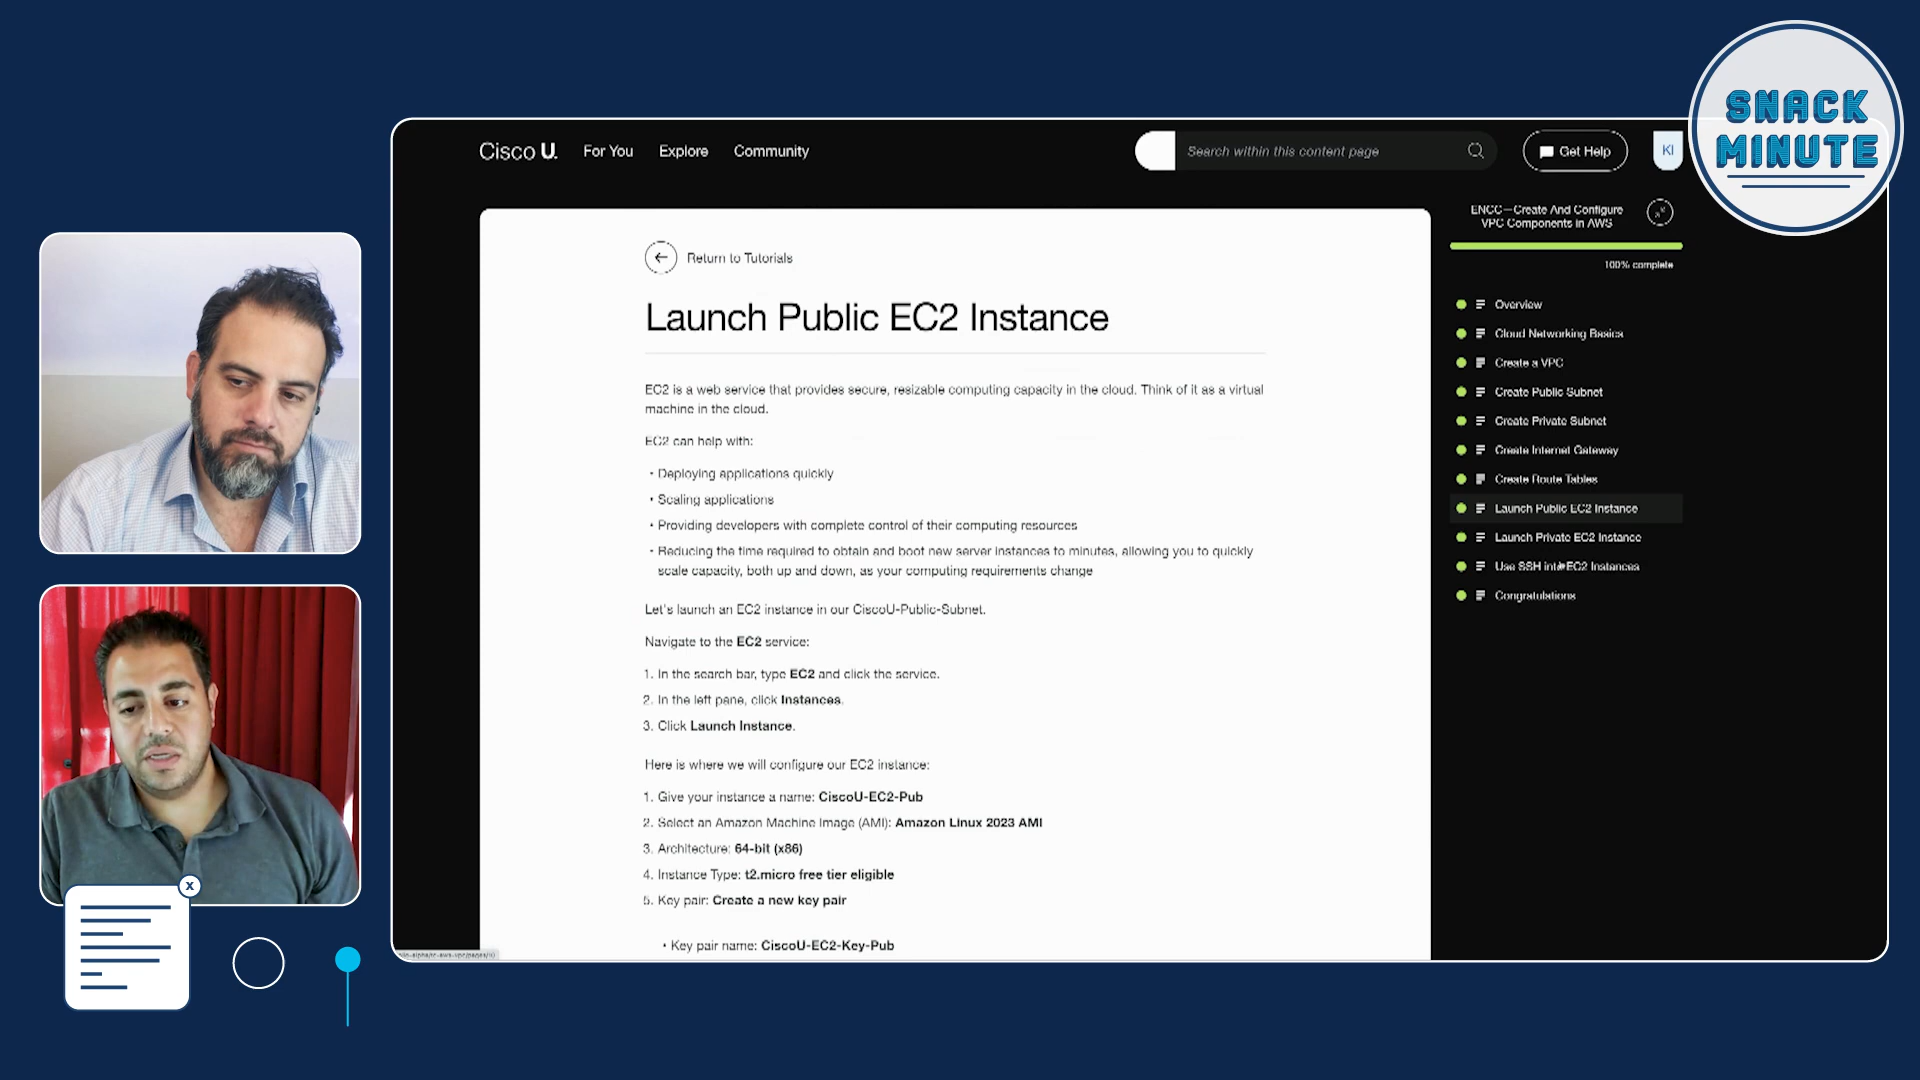 SNACK
MINUTE
Cisco U.
For You
Explore
Community
Search within this content page
Get Help
KI
Return to Tutorials
Launch Public EC2 Instance
EC2 is a web service that provides secure, resizable computing capacity in the cloud. Think of it as a virtual
machine in the cloud.
EC2 can help with:
• Deploying applications quickly
• Scaling applications
• Providing developers with complete control of their computing resources
• Reducing the time required to obtain and boot new server instances to minutes, allowing you to quickly
scale capacity, both up and down, as your computing requirements change
Let's launch an EC2 instance in our CiscoU-Public-Subnet.
Navigate to the EC2 service:
1. In the search bar, type EC2 and click the service.
2. In the left pane, click Instances.
3. Click Launch Instance.
Here is where we will configure our EC2 instance:
1. Give your instance a name: CiscoU-EC2-Pub
2. Select an Amazon Machine Image (AMI): Amazon Linux 2023 AMI
3. Architecture: 64-bit (x86)
4. Instance Type: t2.micro free tier eligible
5. Key pair: Create a new key pair
• Key pair name: CiscoU-EC2-Key-Pub
ENCC—Create And Configure
VPC Components in AWS
100% complete
Overview
Cloud Networking Basics
Create a VPC
Create Public Subnet
Create Private Subnet
Create Internet Gateway
Create Route Tables
Launch Public EC2 Instance
Launch Private EC2 Instance
Use SSH into EC2 Instances
Congratulations
x